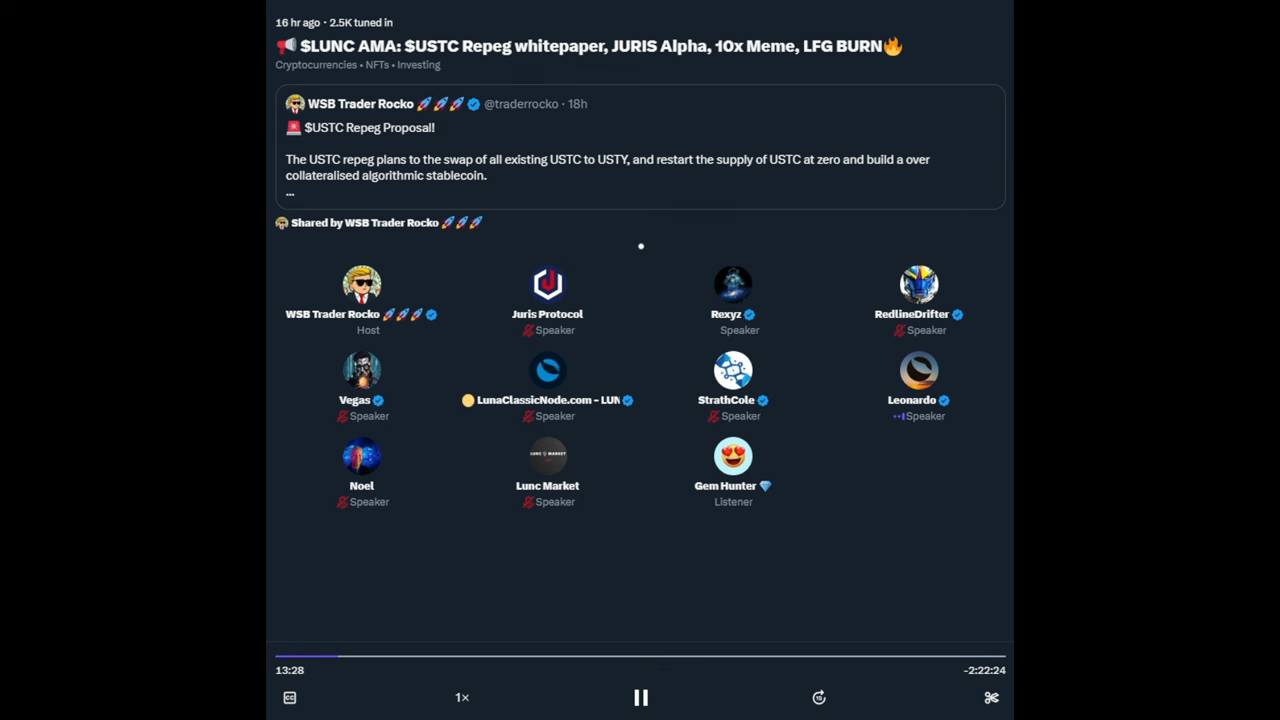 16 hr ago · 2.5K tuned in
📢 $LUNC AMA: $USTC Repeg whitepaper, JURIS Alpha, 10x Meme, LFG BURN🔥
Cryptocurrencies • NFTs • Investing
WSB Trader Rocko 🚀🚀🚀 @traderrocko · 18h
🚨 $USTC Repeg Proposal!
The USTC repeg plans to the swap of all existing USTC to USTY, and restart the supply of USTC at zero and build a over
collateralised algorithmic stablecoin.
...
Shared by WSB Trader Rocko 🚀🚀🚀
WSB Trader Rocko 🚀🚀🚀
Host
Juris Protocol
Speaker
Rexyz
Speaker
RedlineDrifter
Speaker
Vegas
Speaker
LunaClassicNode.com – LUN
Speaker
StrathCole
Speaker
Leonardo
Speaker
Noel
Speaker
LUNC MARKET
Lunc Market
Speaker
Gem Hunter 💎
Listener
13:28
-2:22:24
CC
1×
15